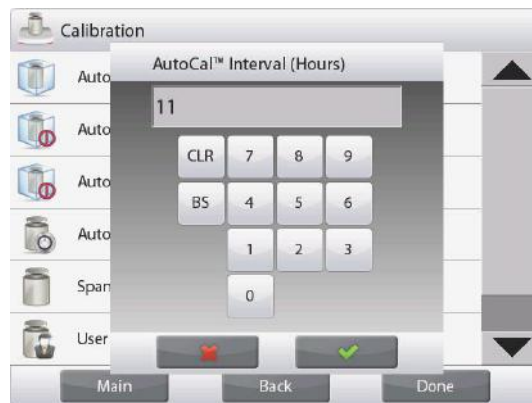 Calibration
AutoCal™ Interval (Hours)
11
Auto
Auto
Auto
Auto
Span
User
CLR 7 8 9
BS 4 5 6
1 2 3
0
Main Back Done